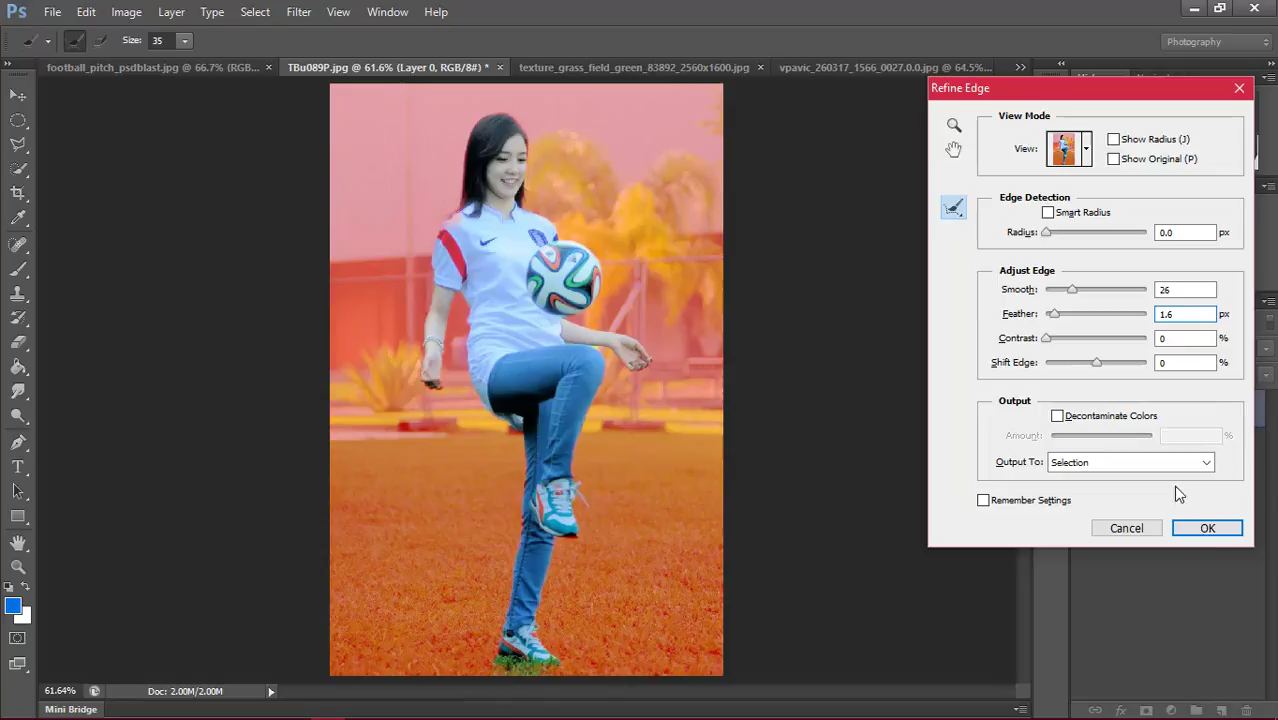 Ps File Edit Image Layer Type Select Filter View Window Help
Size: 35 Photography
football_pitch_psdblast.jpg @ 66.7% (RGB... × TBu089P.jpg @ 61.6% (Layer 0, RGB/8#) * × texture_grass_field_green_83892_2560x1600.jpg × vpavic_260317_1566_0027.0.0.jpg @ 64.5%... »
Refine Edge
View Mode
View:
Show Radius (J)
Show Original (P)
Edge Detection
Smart Radius
Radius: 0.0 px
Adjust Edge
Smooth: 26
Feather: 1.6 px
Contrast: 0 %
Shift Edge: 0 %
Output
Decontaminate Colors
Amount: %
Output To: Selection
Remember Settings
Cancel OK
61.64% Doc: 2.00M/2.00M
Mini Bridge